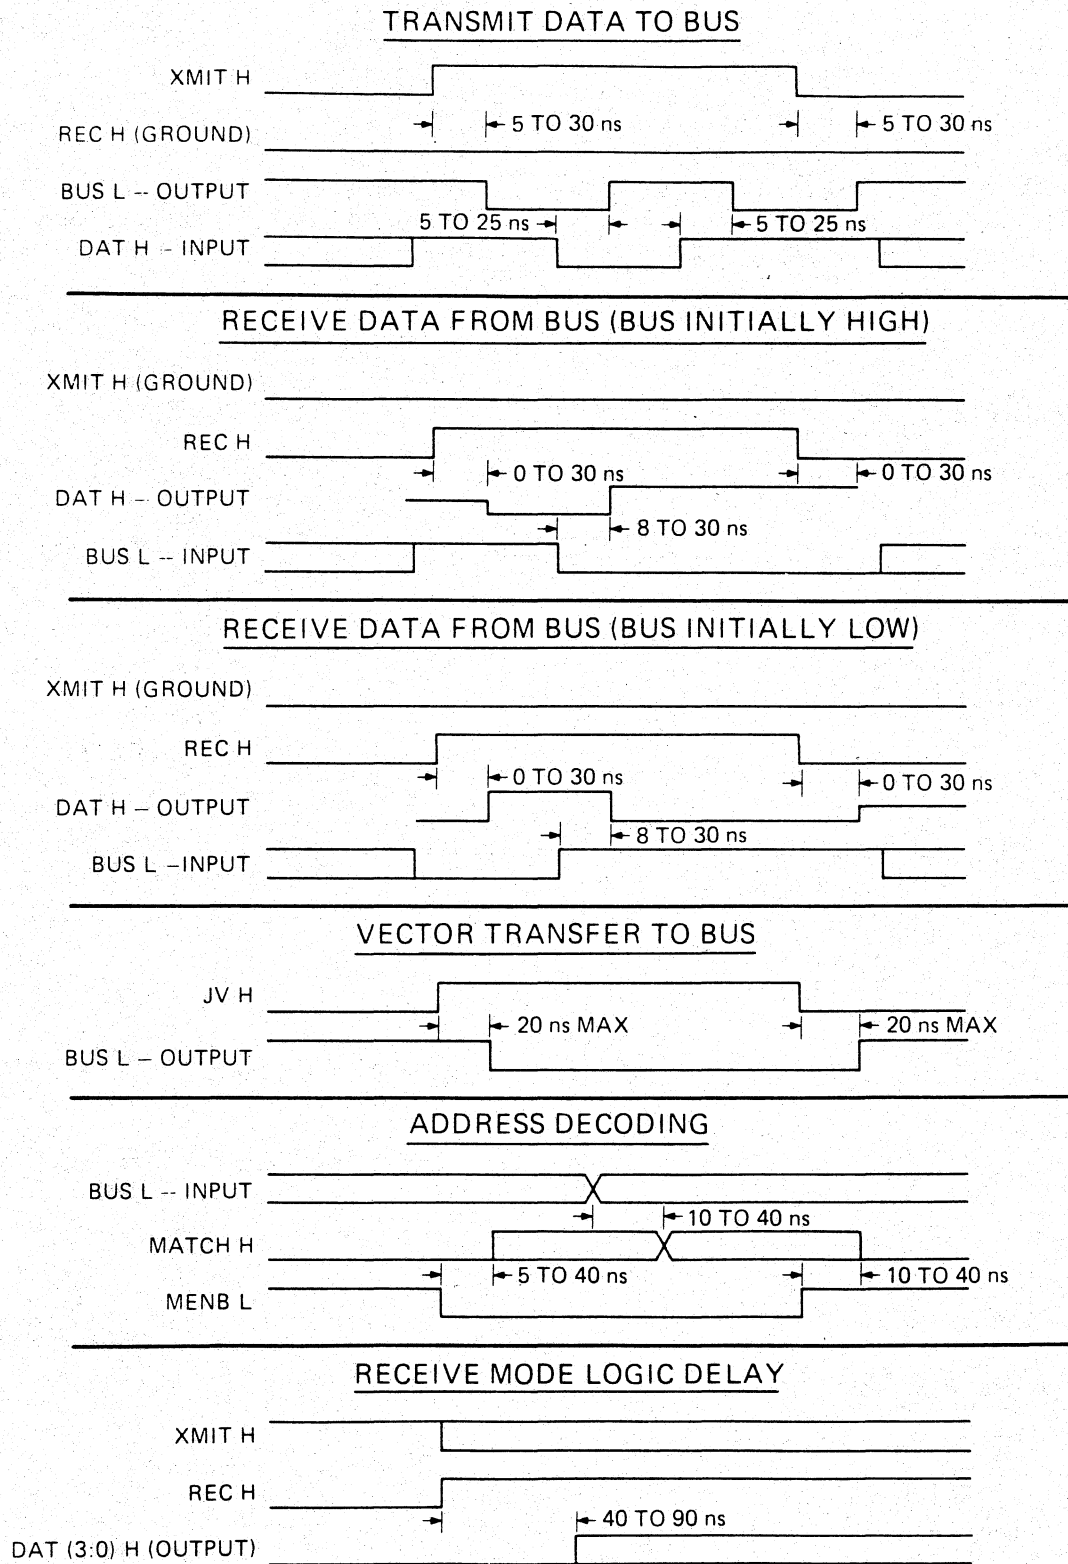 TRANSMIT DATA TO BUS
XMIT H
REC H (GROUND)
5 TO 30 ns
5 TO 30 ns
BUS L -- OUTPUT
5 TO 25 ns
5 TO 25 ns
DAT H - INPUT
RECEIVE DATA FROM BUS (BUS INITIALLY HIGH)
XMIT H (GROUND)
REC H
0 TO 30 ns
0 TO 30 ns
DAT H - OUTPUT
8 TO 30 ns
BUS L -- INPUT
RECEIVE DATA FROM BUS (BUS INITIALLY LOW)
XMIT H (GROUND)
REC H
0 TO 30 ns
0 TO 30 ns
DAT H – OUTPUT
8 TO 30 ns
BUS L –INPUT
VECTOR TRANSFER TO BUS
JV H
20 ns MAX
20 ns MAX
BUS L – OUTPUT
ADDRESS DECODING
BUS L -- INPUT
10 TO 40 ns
MATCH H
5 TO 40 ns
10 TO 40 ns
MENB L
RECEIVE MODE LOGIC DELAY
XMIT H
REC H
40 TO 90 ns
DAT (3:0) H (OUTPUT)